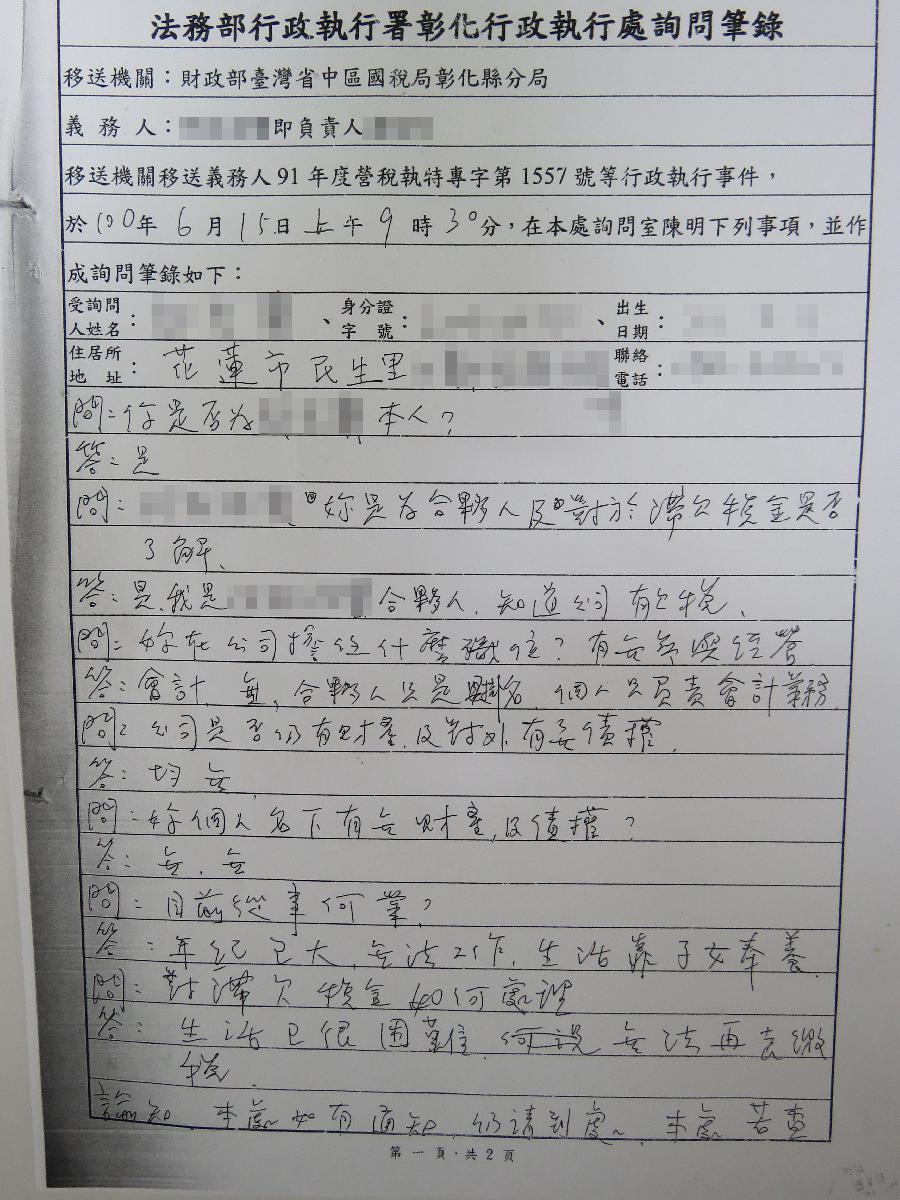 法務部行政執行署彰化行政執行處詢問筆錄
移送機關：財政部臺灣省中區國稅局彰化縣分局
義務人：即負責人
移送機關移送義務人91年度營稅執特專字第1557號等行政執行事件，
於100年6月15日上午9時30分，在本處詢問室陳明下列事項，並作
成詢問筆錄如下：
受詢問人姓名：、身分證字號：、出生日期：
住居所地址：花蓮市民生里 聯絡電話：
問：你是否為本人？
答：是
問：妳是為合夥人及對於滯欠稅金是否
了解、
答：是，我是合夥人，知道公司有欠稅、
問：妳在公司擔任什麼職位？有無參與經營
答：會計，無，合夥人只是掛名，個人只負責會計業務
問：公司是否仍有財產，及對外有無債權
答：均無
問：妳個人名下有無財產，及債權？
答：無，無
問：目前從事何業？
答：年紀已大，無法工作，生活靠子女奉養
問：對滯欠稅金如何處理
答：生活已很困難，何說無法再去繳
稅、
諭知 本處如有通知，仍請到處，本處若查
第一頁，共2頁